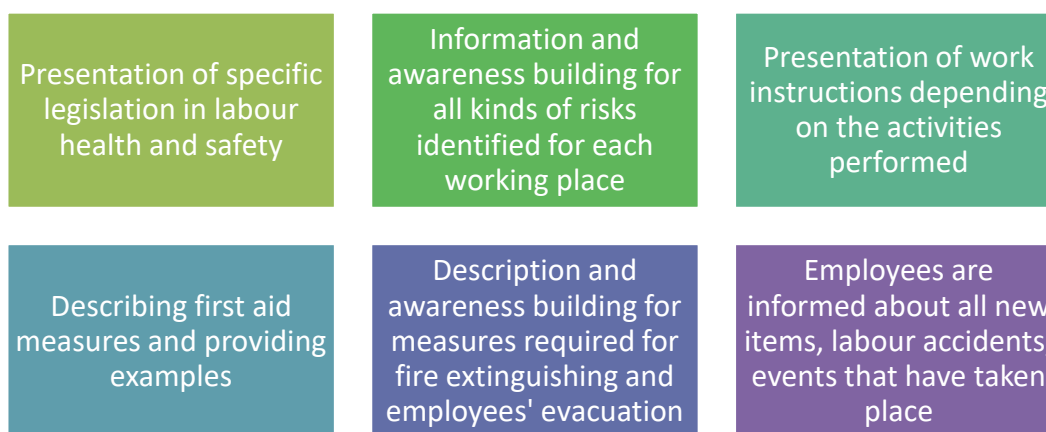 Presentation of specific
legislation in labour
health and safety
Information and
awareness building for
all kinds of risks
identified for each
working place
Presentation of work
instructions depending
on the activities
performed
Describing first aid
measures and providing
examples
Description and
awareness building for
measures required for
fire extinguishing and
employees' evacuation
Employees are
informed about all new
items, labour accidents
events that have taken
place